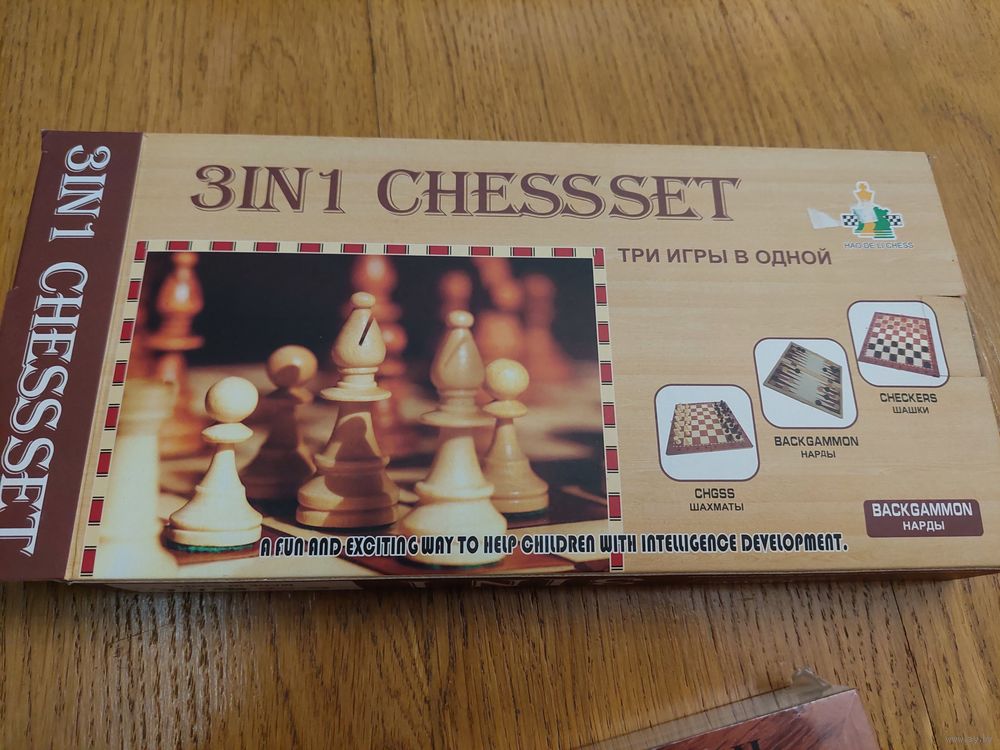 3IN1 CHESSSET
3IN1 CHESSSET
HAO DE LI CHESS
ТРИ ИГРЫ В ОДНОЙ
CHECKERS
ШАШКИ
BACKGAMMON
НАРДЫ
CHGSS
ШАХМАТЫ
BACKGAMMON
НАРДЫ
A FUN AND EXCITING WAY TO HELP CHILDREN WITH INTELLIGENCE DEVELOPMENT.